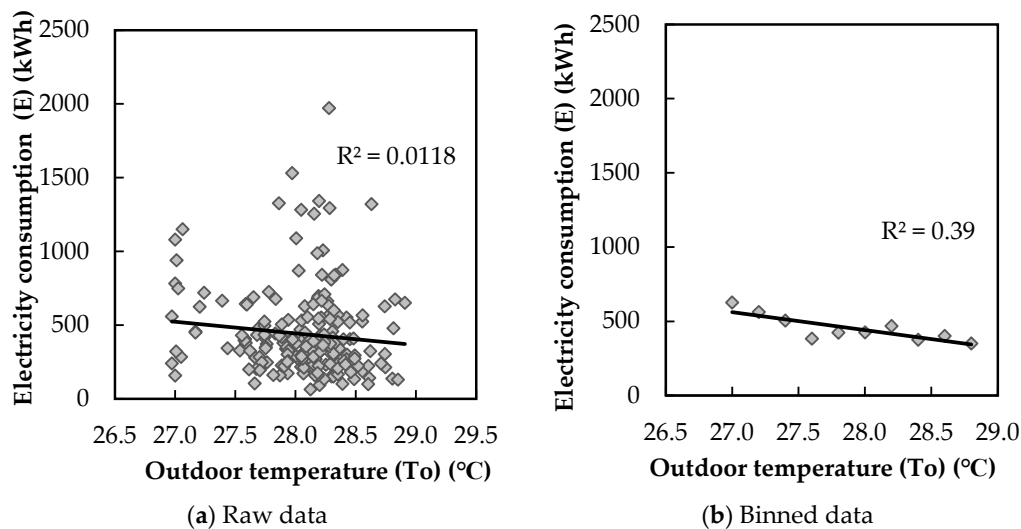 Electricity consumption (E) (kWh)
2500
2000
1500
1000
500
0
R² = 0.0118
26.5 27.0 27.5 28.0 28.5 29.0 29.5
Outdoor temperature (To) (°C)
(a) Raw data
Electricity consumption (E) (kWh)
2500
2000
1500
1000
500
0
R² = 0.39
26.5 27.0 27.5 28.0 28.5 29.0
Outdoor temperature (To) (°C)
(b) Binned data